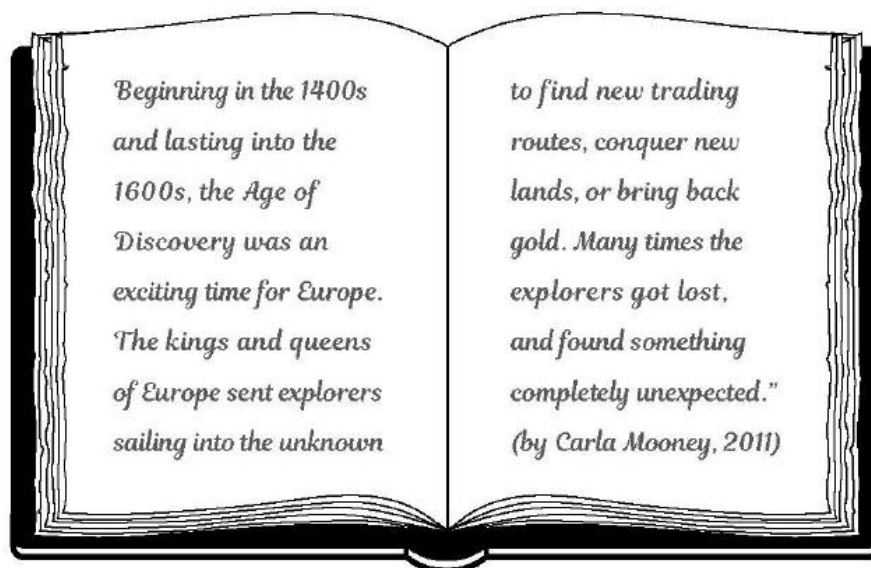 Beginning in the 1400s
and lasting into the
1600s, the Age of
Discovery was an
exciting time for Europe.
The kings and queens
of Europe sent explorers
sailing into the unknown
to find new trading
routes, conquer new
lands, or bring back
gold. Many times the
explorers got lost,
and found something
completely unexpected."
(by Carla Mooney, 2011)